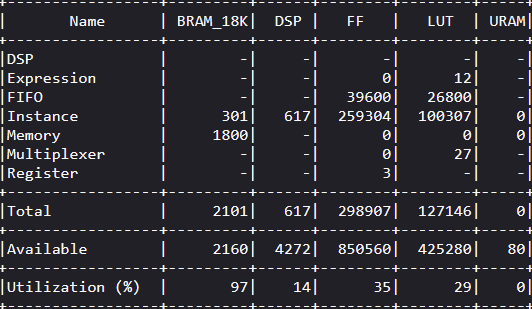 +-----------------+---------+------+--------+--------+-----+
|       Name      | BRAM_18K|  DSP |   FF   |   LUT  | URAM|
+-----------------+---------+------+--------+--------+-----+
|DSP              |        -|     -|       -|       -|    -|
|Expression       |        -|     -|       0|      12|    -|
|FIFO             |        -|     -|   39600|   26800|    -|
|Instance         |      301|   617|  259304|  100307|    0|
|Memory           |     1800|     -|       0|       0|    0|
|Multiplexer      |        -|     -|       0|      27|    -|
|Register         |        -|     -|       3|       -|    -|
+-----------------+---------+------+--------+--------+-----+
|Total            |     2101|   617|  298907|  127146|    0|
+-----------------+---------+------+--------+--------+-----+
|Available        |     2160|  4272|  850560|  425280|   80|
+-----------------+---------+------+--------+--------+-----+
|Utilization (%)  |       97|    14|      35|      29|    0|
+-----------------+---------+------+--------+--------+-----+